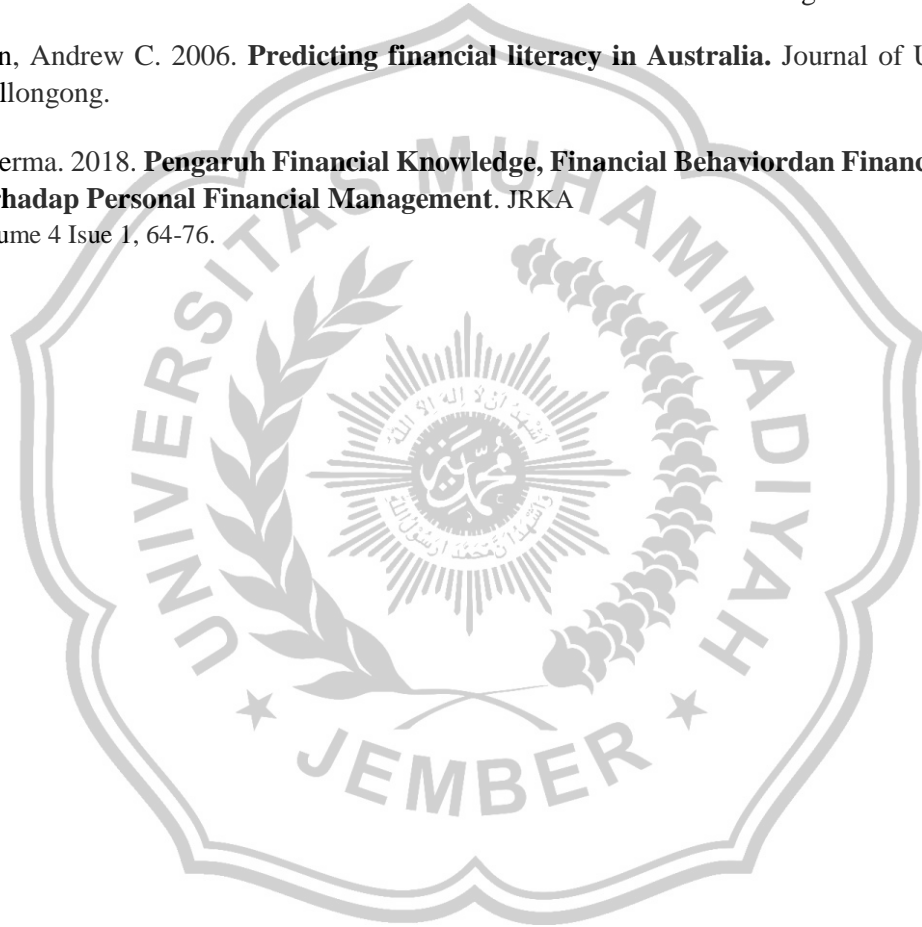 n, Andrew C. 2006. Predicting financial literacy in Australia. Journal of U
llongong.
erma. 2018. Pengaruh Financial Knowledge, Financial Behaviordan Financ
rhadap Personal Financial Management. JRKA
ume 4 Isue 1, 64-76.
UNIVERSITAS MUHAMMADIYAH
JEMBER